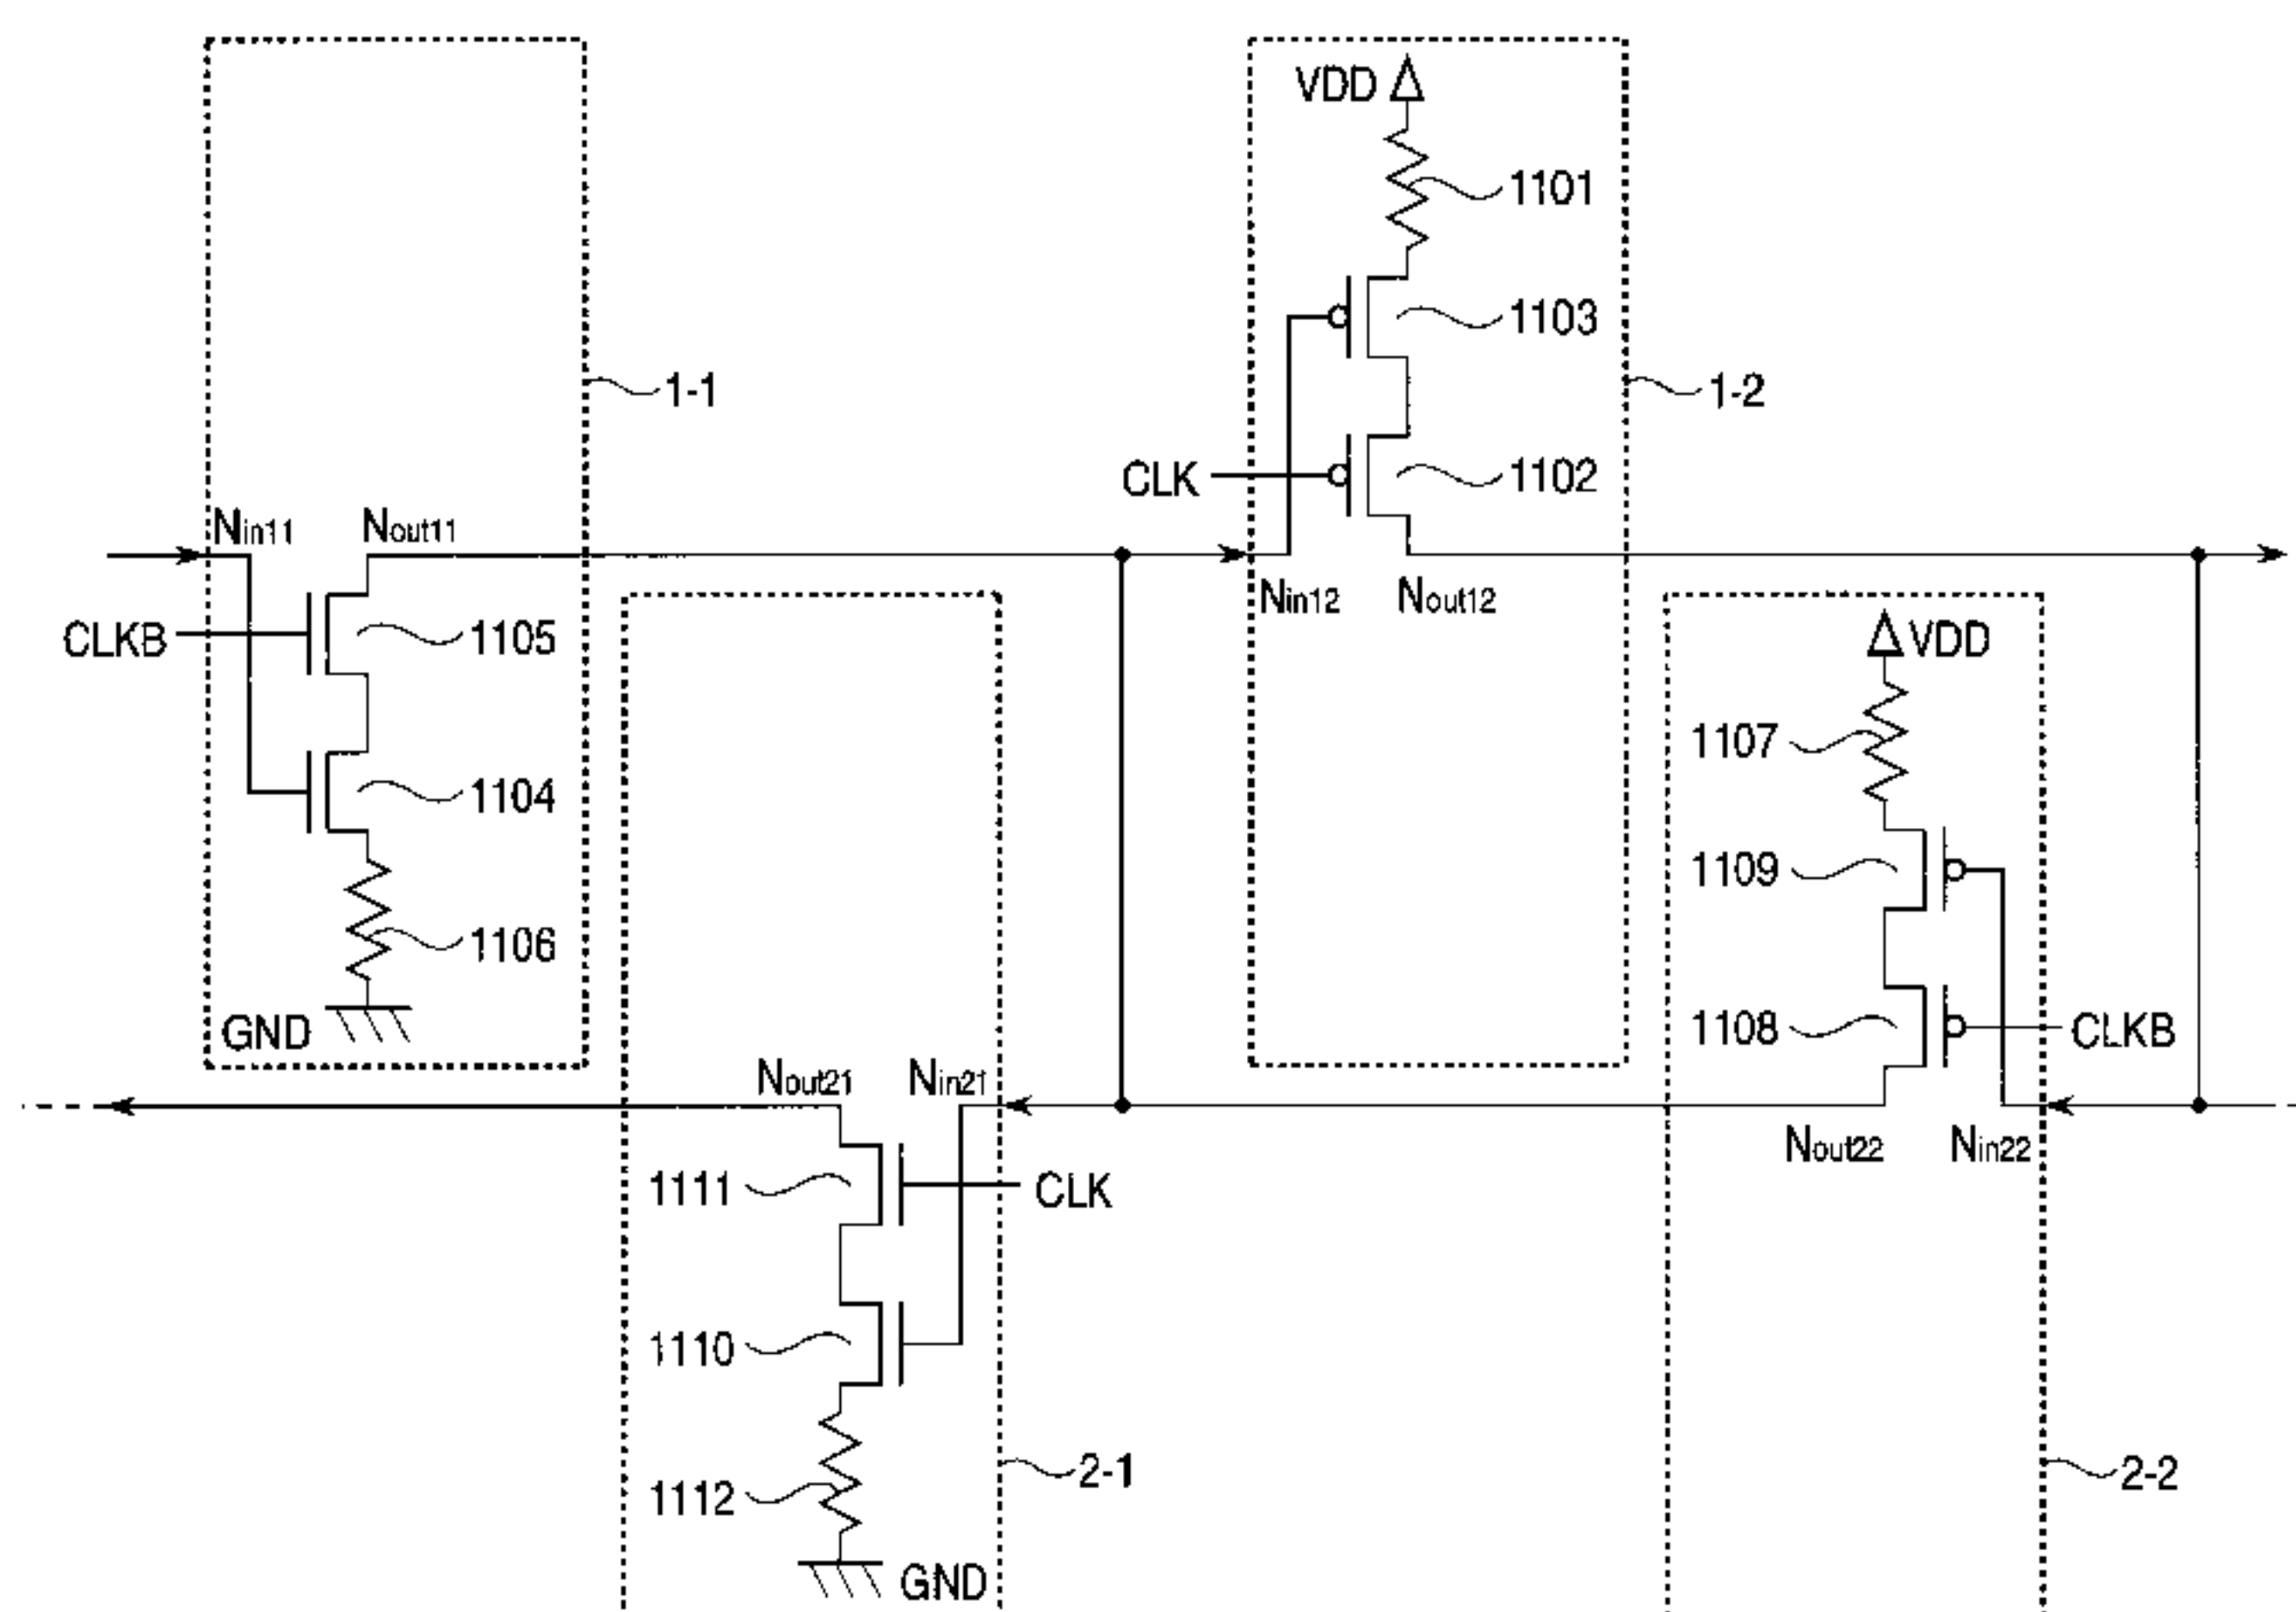 VDD
1101
1103
1-1
1-2
CLK
1102
Nin11
Nout11
Nin12
Nout12
CLKB
1105
VDD
1107
1104
1109
1106
GND
1108
CLKB
Nout21
Nin21
Nout22
Nin22
1111
CLK
1110
2-1
2-2
1112
GND